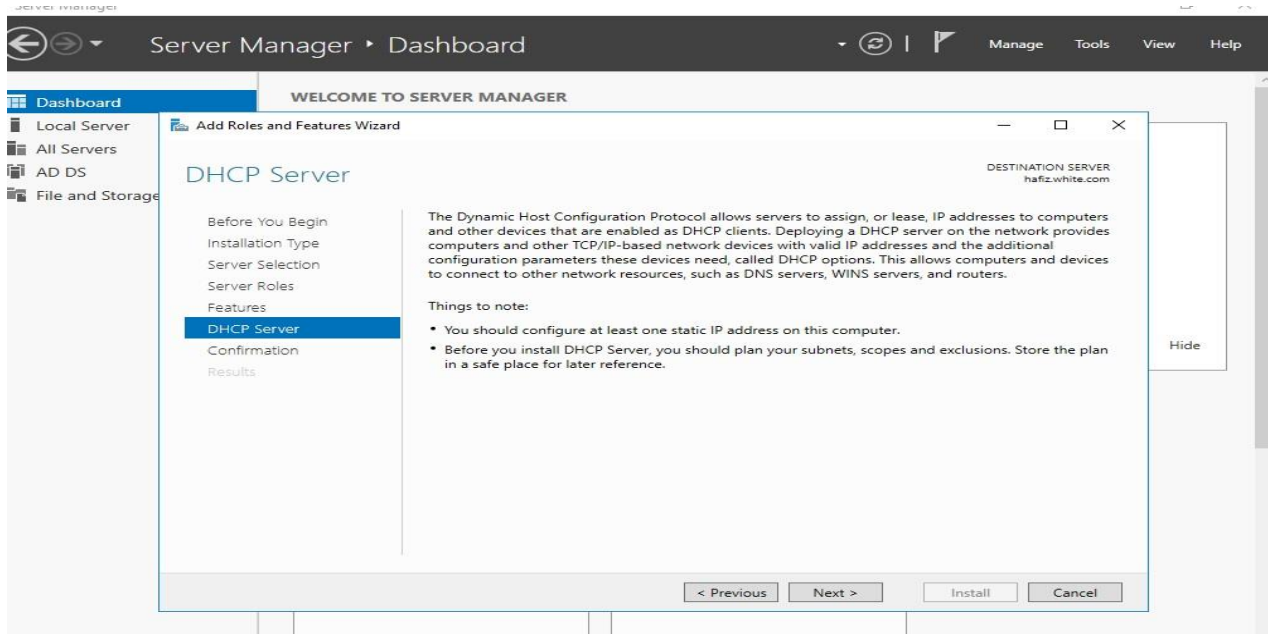 Server Manager
Server Manager ‣ Dashboard
Manage Tools View Help
Dashboard
Local Server
All Servers
AD DS
File and Storage
WELCOME TO SERVER MANAGER
Add Roles and Features Wizard
DHCP Server
DESTINATION SERVER
hafiz.white.com
Before You Begin
Installation Type
Server Selection
Server Roles
Features
DHCP Server
Confirmation
Results
The Dynamic Host Configuration Protocol allows servers to assign, or lease, IP addresses to computers
and other devices that are enabled as DHCP clients. Deploying a DHCP server on the network provides
computers and other TCP/IP-based network devices with valid IP addresses and the additional
configuration parameters these devices need, called DHCP options. This allows computers and devices
to connect to other network resources, such as DNS servers, WINS servers, and routers.
Things to note:
• You should configure at least one static IP address on this computer.
• Before you install DHCP Server, you should plan your subnets, scopes and exclusions. Store the plan
in a safe place for later reference.
Hide
< Previous Next > Install Cancel